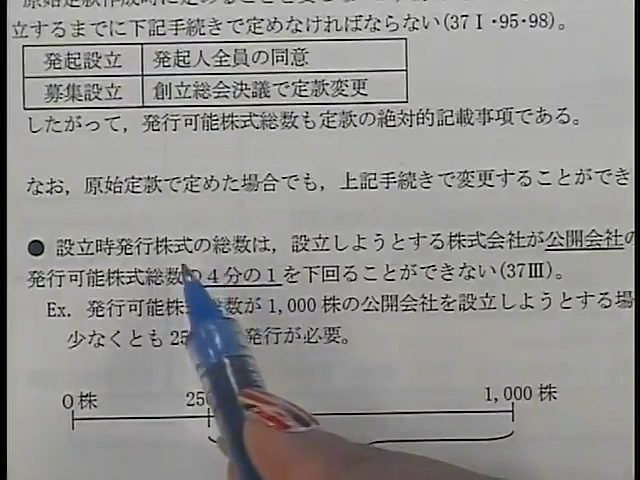 立するまでに下記手続きで定めなければならない(37Ⅰ・95・98)。
発起設立 発起人全員の同意
募集設立 創立総会決議で定款変更
したがって，発行可能株式総数も定款の絶対的記載事項である。
なお，原始定款で定めた場合でも，上記手続きで変更することができ
● 設立時発行株式の総数は，設立しようとする株式会社が公開会社の
発行可能株式総数の４分の１を下回ることができない(37Ⅲ)。
Ex. 発行可能株式総数が 1,000 株の公開会社を設立しようとする場
少なくとも 25 発行が必要。
0株 250 1,000 株